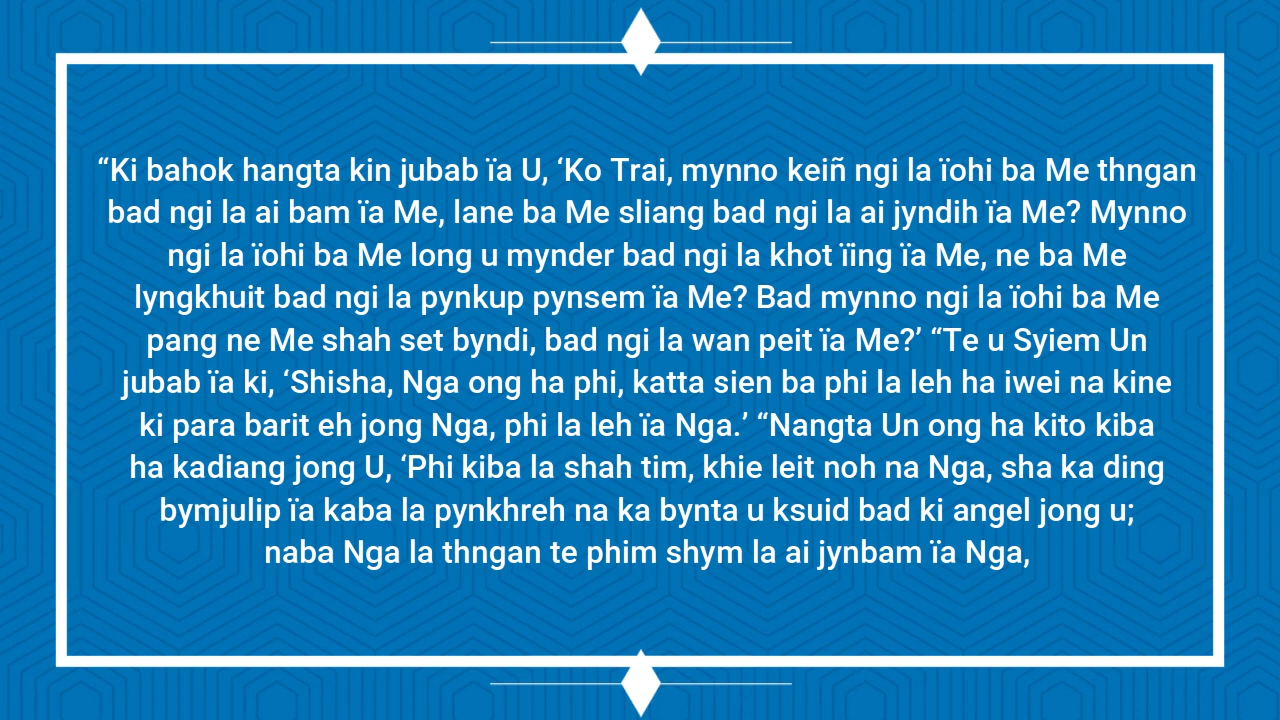 “Ki bahok hangta kin jubab ïa U, ‘Ko Trai, mynno keiñ ngi la ïohi ba Me thngan
bad ngi la ai bam ïa Me, lane ba Me sliang bad ngi la ai jyndih ïa Me? Mynno
ngi la ïohi ba Me long u mynder bad ngi la khot ïing ïa Me, ne ba Me
lyngkhuit bad ngi la pynkup pynsem ïa Me? Bad mynno ngi la ïohi ba Me
pang ne Me shah set byndi, bad ngi la wan peit ïa Me?’ “Te u Syiem Un
jubab ïa ki, ‘Shisha, Nga ong ha phi, katta sien ba phi la leh ha iwei na kine
ki para barit eh jong Nga, phi la leh ïa Nga.’ “Nangta Un ong ha kito kiba
ha kadiang jong U, ‘Phi kiba la shah tim, khie leit noh na Nga, sha ka ding
bymjulip ïa kaba la pynkhreh na ka bynta u ksuid bad ki angel jong u;
naba Nga la thngan te phim shym la ai jynbam ïa Nga,